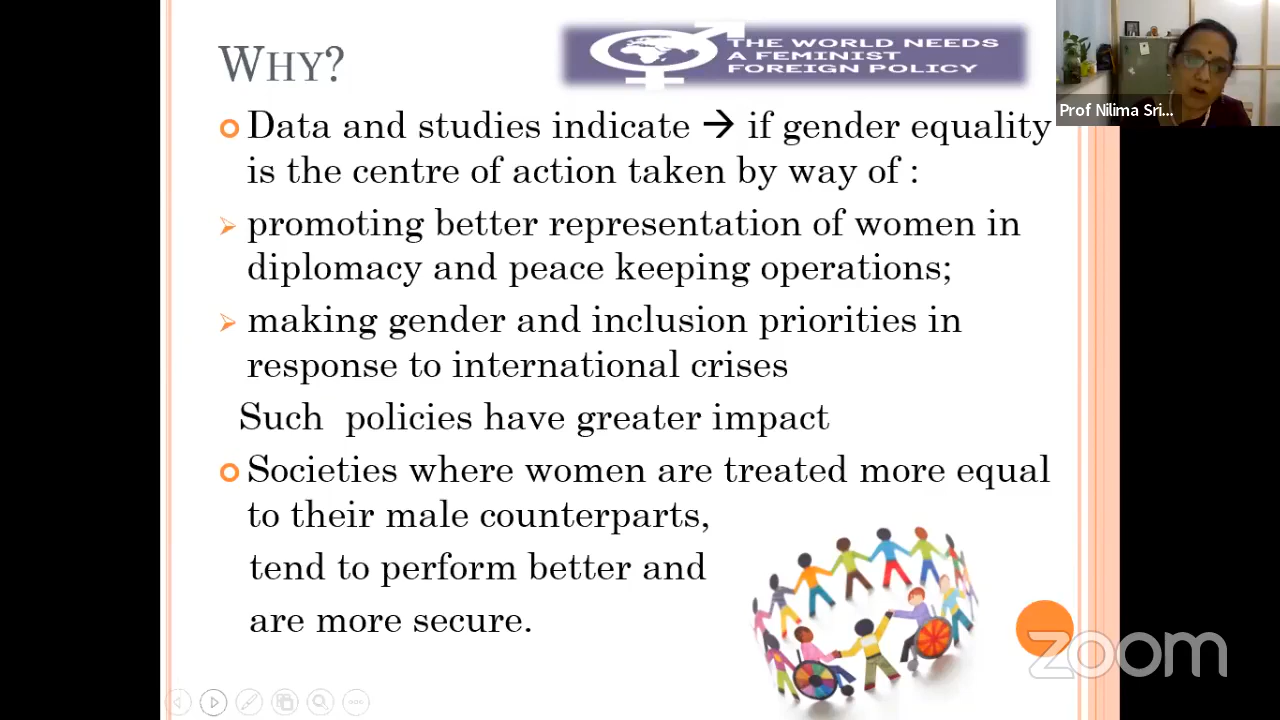 WHY?
THE WORLD NEEDS
A FEMINIST
FOREIGN POLICY
Prof Nilima Sri...
Data and studies indicate → if gender equality
is the centre of action taken by way of :
promoting better representation of women in
diplomacy and peace keeping operations;
making gender and inclusion priorities in
response to international crises
Such policies have greater impact
Societies where women are treated more equal
to their male counterparts,
tend to perform better and
are more secure.
zoom